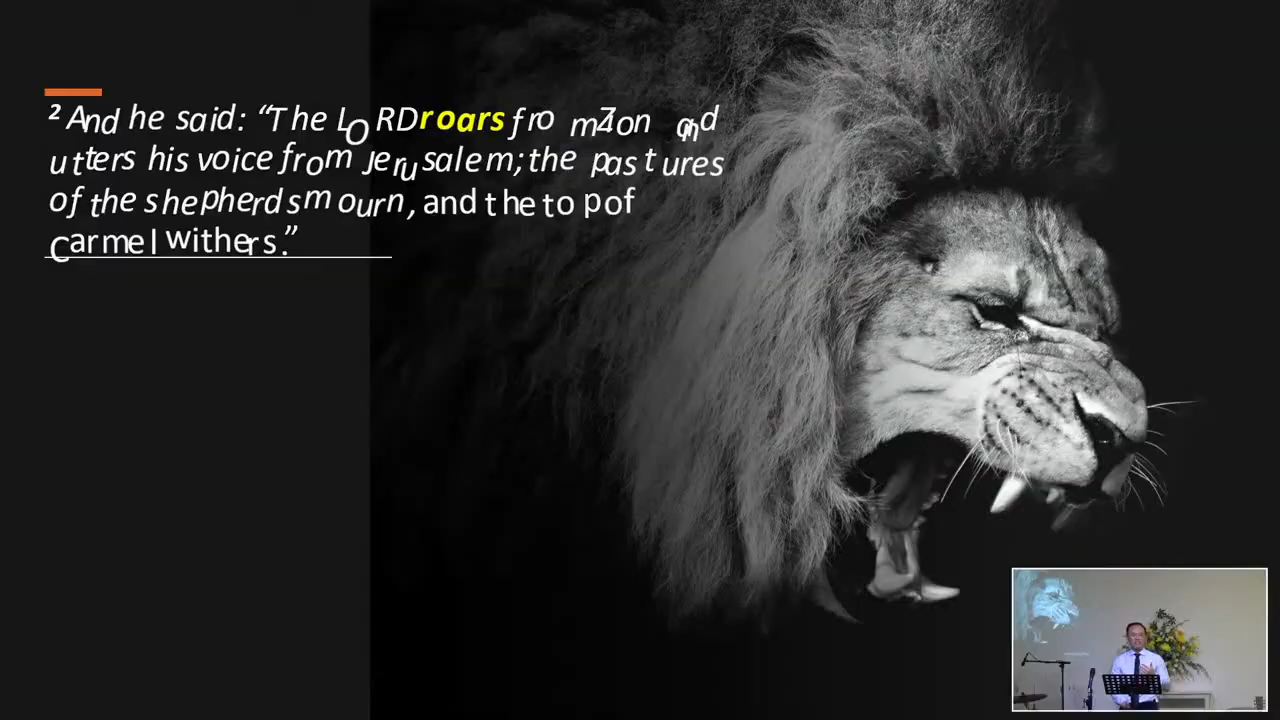 ² And he said: “The LORD roars from Zion and
utters his voice from Jerusalem; the pastures
of the shepherds mourn, and the top of
Carmel withers.”